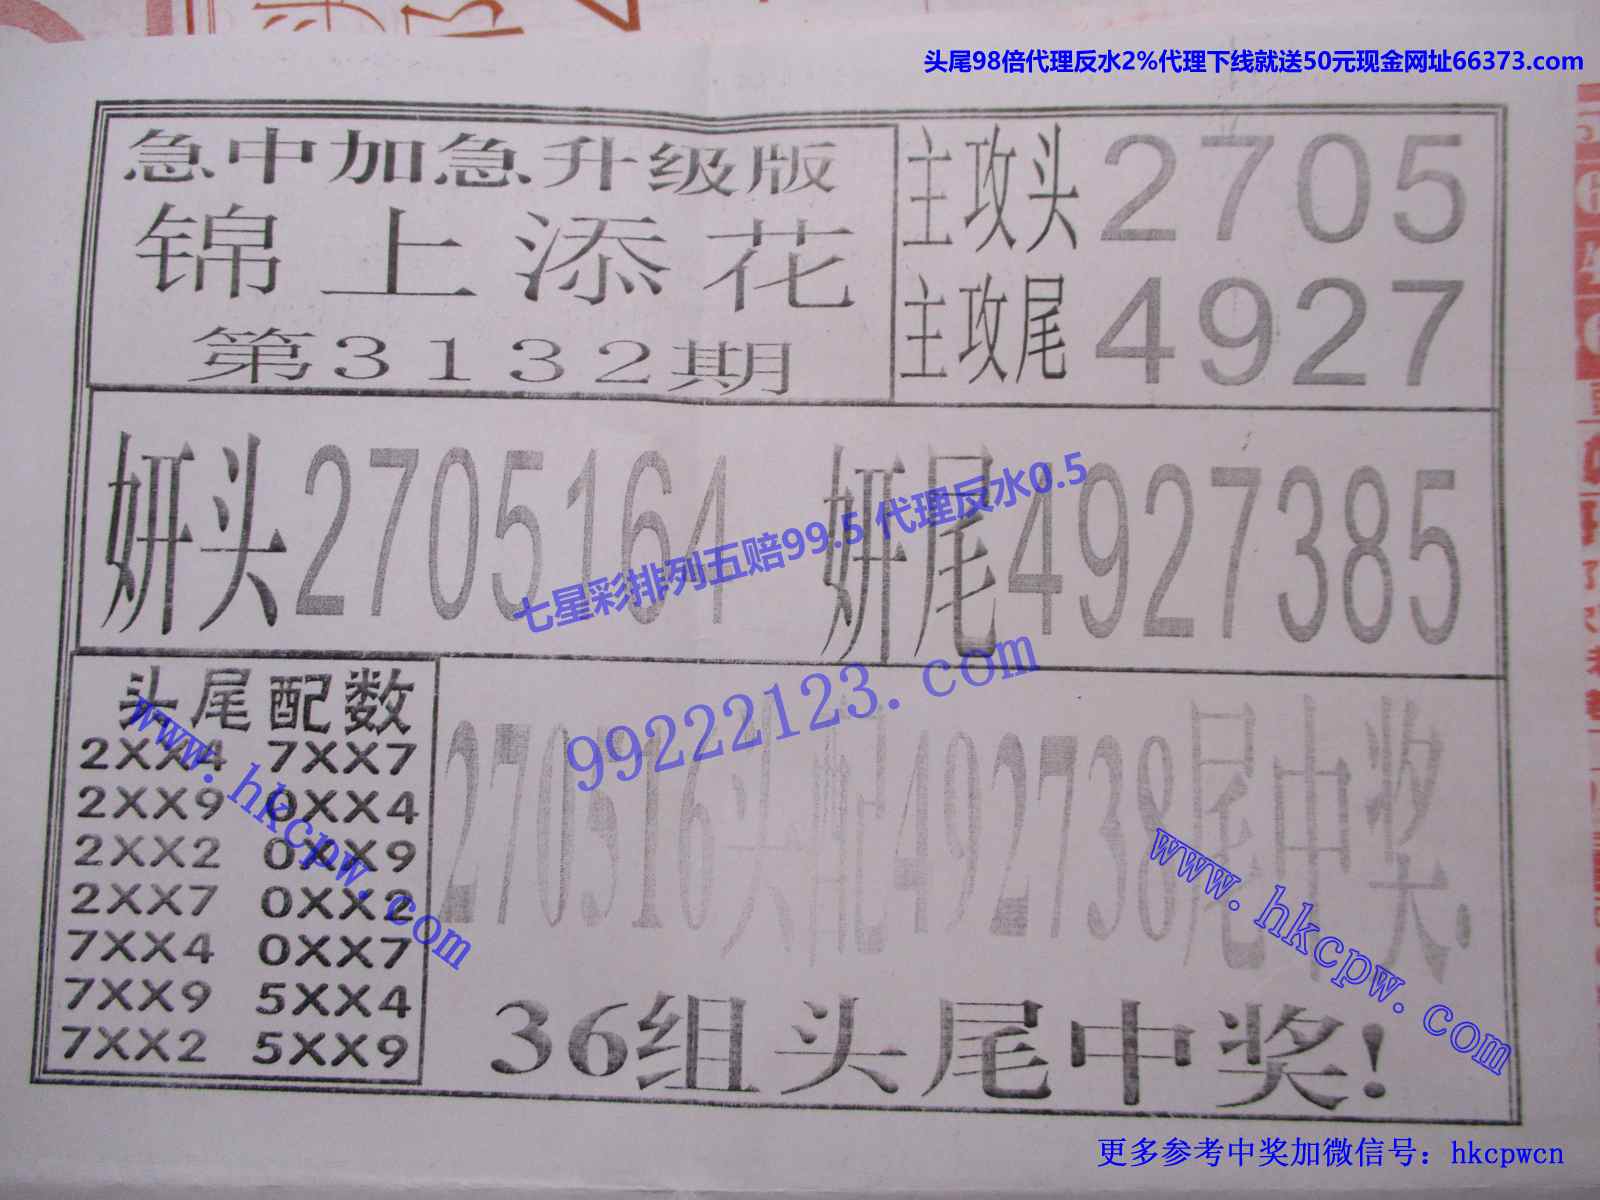 头尾98倍代理反水2%代理下线就送50元现金网址66373.com
急中加急升级版
锦上添花
第3132期
主攻头2705
主攻尾4927
妍头2705164 妍尾4927385
七星彩排列五赔99.5 代理反水0.5
99222123.com
头尾配数
2XX4 7XX7
2XX9 0XX4
2XX2 0XX9
2XX7 0XX2
7XX4 0XX7
7XX9 5XX4
7XX2 5XX9
www.hkcpw.com
270516头配492738尾中奖.
www.hkcpw.com
36组头尾中奖!
更多参考中奖加微信号：hkcpwcn